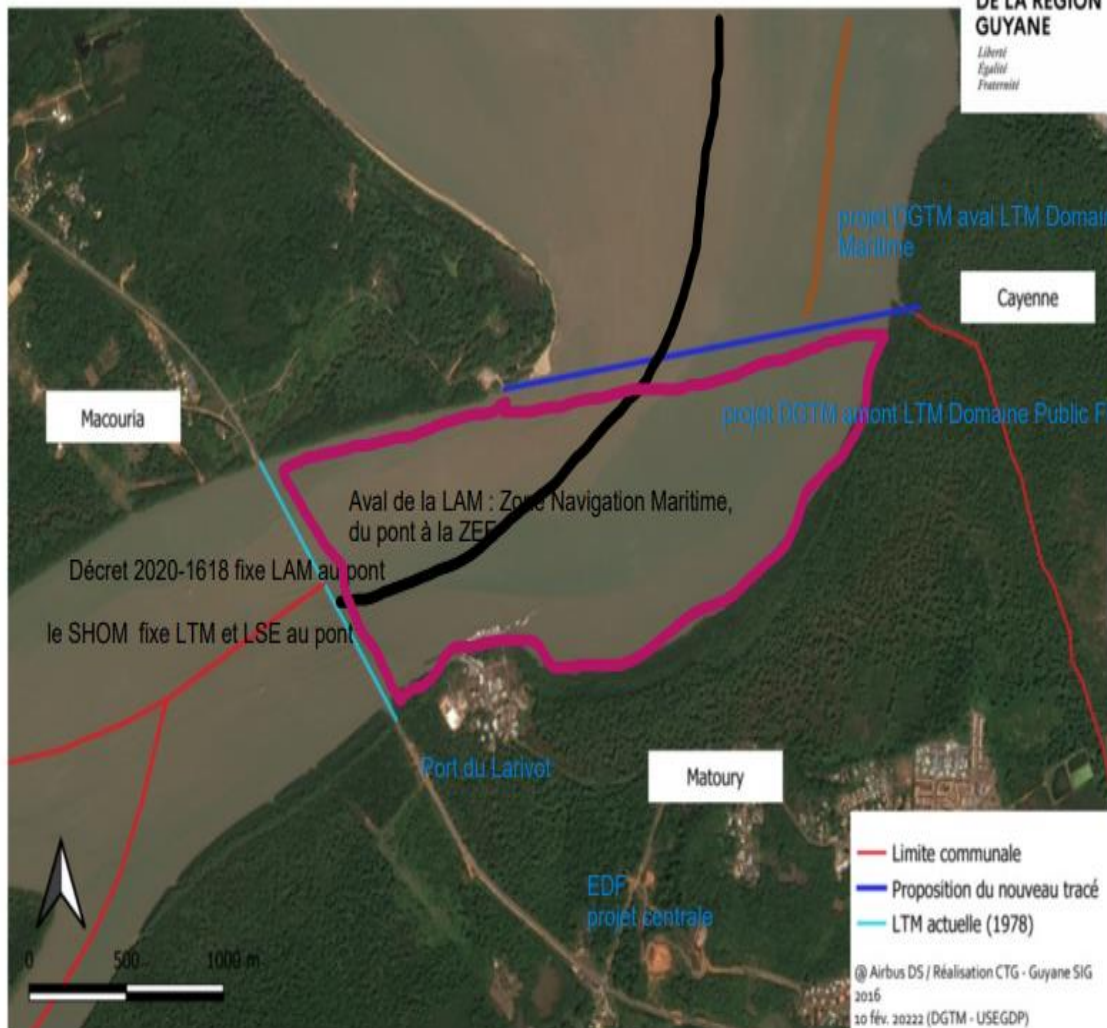 DE LA RÉGION
GUYANE
Liberté
Égalité
Fraternité
projet DGTM aval LTM Domai
Maritime
Cayenne
Macouria
projet DGTM amont LTM Domaine Public F
Aval de la LAM : Zone Navigation Maritime,
du pont à la ZEE
Décret 2020-1618 fixe LAM au pont
le SHOM fixe LTM et LSE au pont
Port du Larivot
Matoury
EDF
projet centrale
Limite communale
Proposition du nouveau tracé
LTM actuelle (1978)
0 500 1000 m
@ Airbus DS / Réalisation CTG - Guyane SIG
2016
10 fév. 20222 (DGTM - USEGDP)